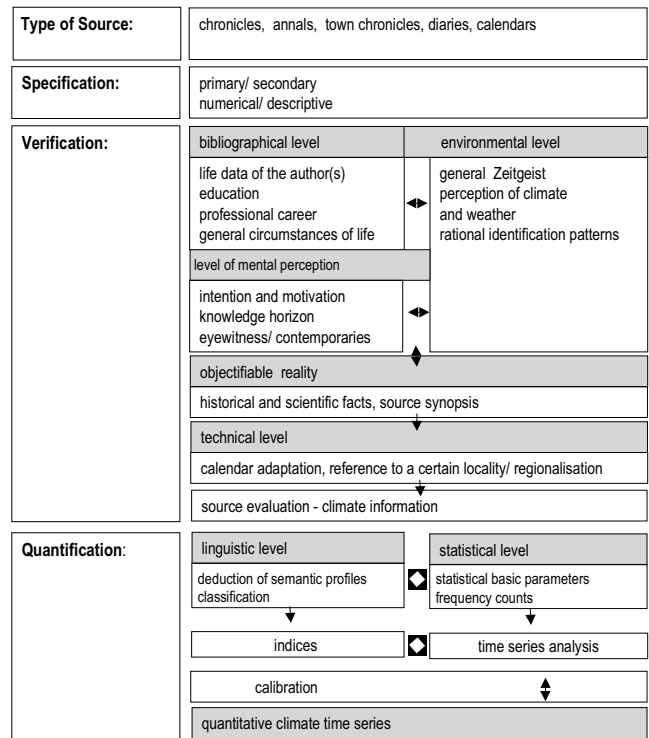 Type of Source:
chronicles, annals, town chronicles, diaries, calendars
Specification:
primary/ secondary
numerical/ descriptive
Verification:
bibliographical level
environmental level
life data of the author(s)
education
professional career
general circumstances of life
general Zeitgeist
perception of climate
and weather
rational identification patterns
level of mental perception
intention and motivation
knowledge horizon
eyewitness/ contemporaries
objectifiable reality
historical and scientific facts, source synopsis
technical level
calendar adaptation, reference to a certain locality/ regionalisation
source evaluation - climate information
Quantification:
linguistic level
statistical level
deduction of semantic profiles
classification
statistical basic parameters
frequency counts
indices
time series analysis
calibration
quantitative climate time series